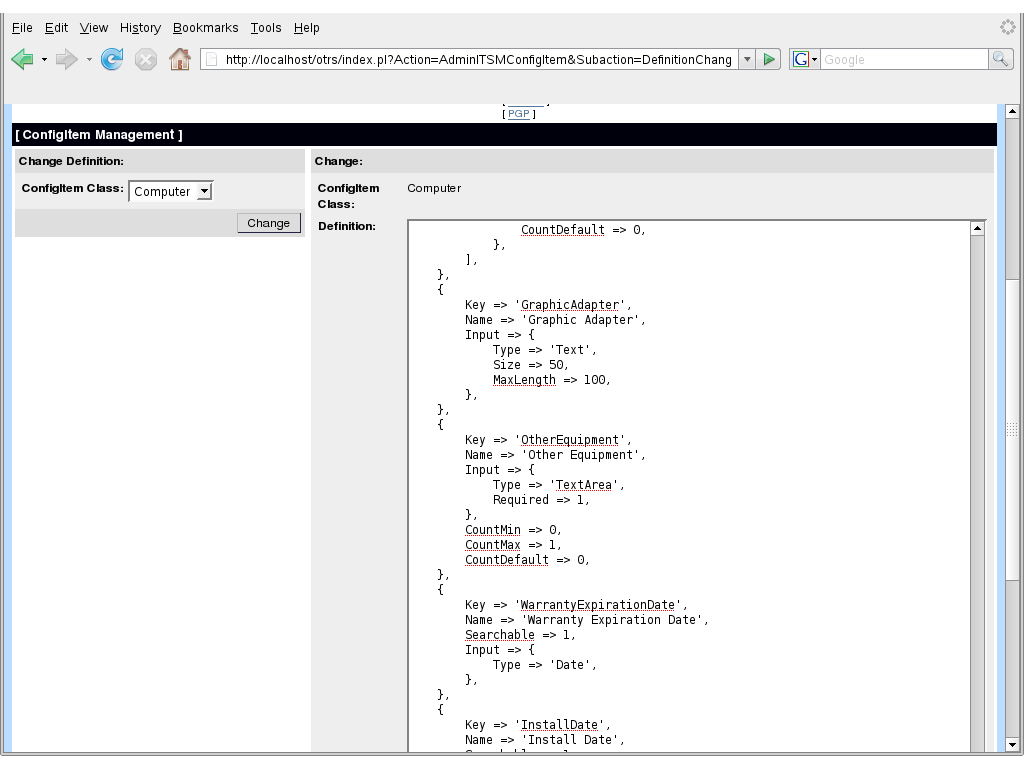 File Edit View History Bookmarks Tools Help
http://localhost/otrs/index.pl?Action=AdminITSMConfigItem&Subaction=DefinitionChang
G Google
[ PGP ]
[ ConfigItem Management ]
Change Definition:
ConfigItem Class: Computer
Change
Change:
ConfigItem Class: Computer
Definition:
CountDefault => 0,
},
],
},
{
Key => 'GraphicAdapter',
Name => 'Graphic Adapter',
Input => {
Type => 'Text',
Size => 50,
MaxLength => 100,
},
},
{
Key => 'OtherEquipment',
Name => 'Other Equipment',
Input => {
Type => 'TextArea',
Required => 1,
},
CountMin => 0,
CountMax => 1,
CountDefault => 0,
},
{
Key => 'WarrantyExpirationDate',
Name => 'Warranty Expiration Date',
Searchable => 1,
Input => {
Type => 'Date',
},
},
{
Key => 'InstallDate',
Name => 'Install Date',